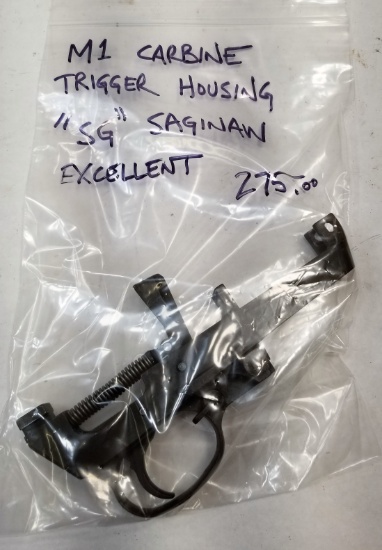 M1 CARBINE
TRIGGER HOUSING
"SG" SAGINAW
EXCELLENT 275.00